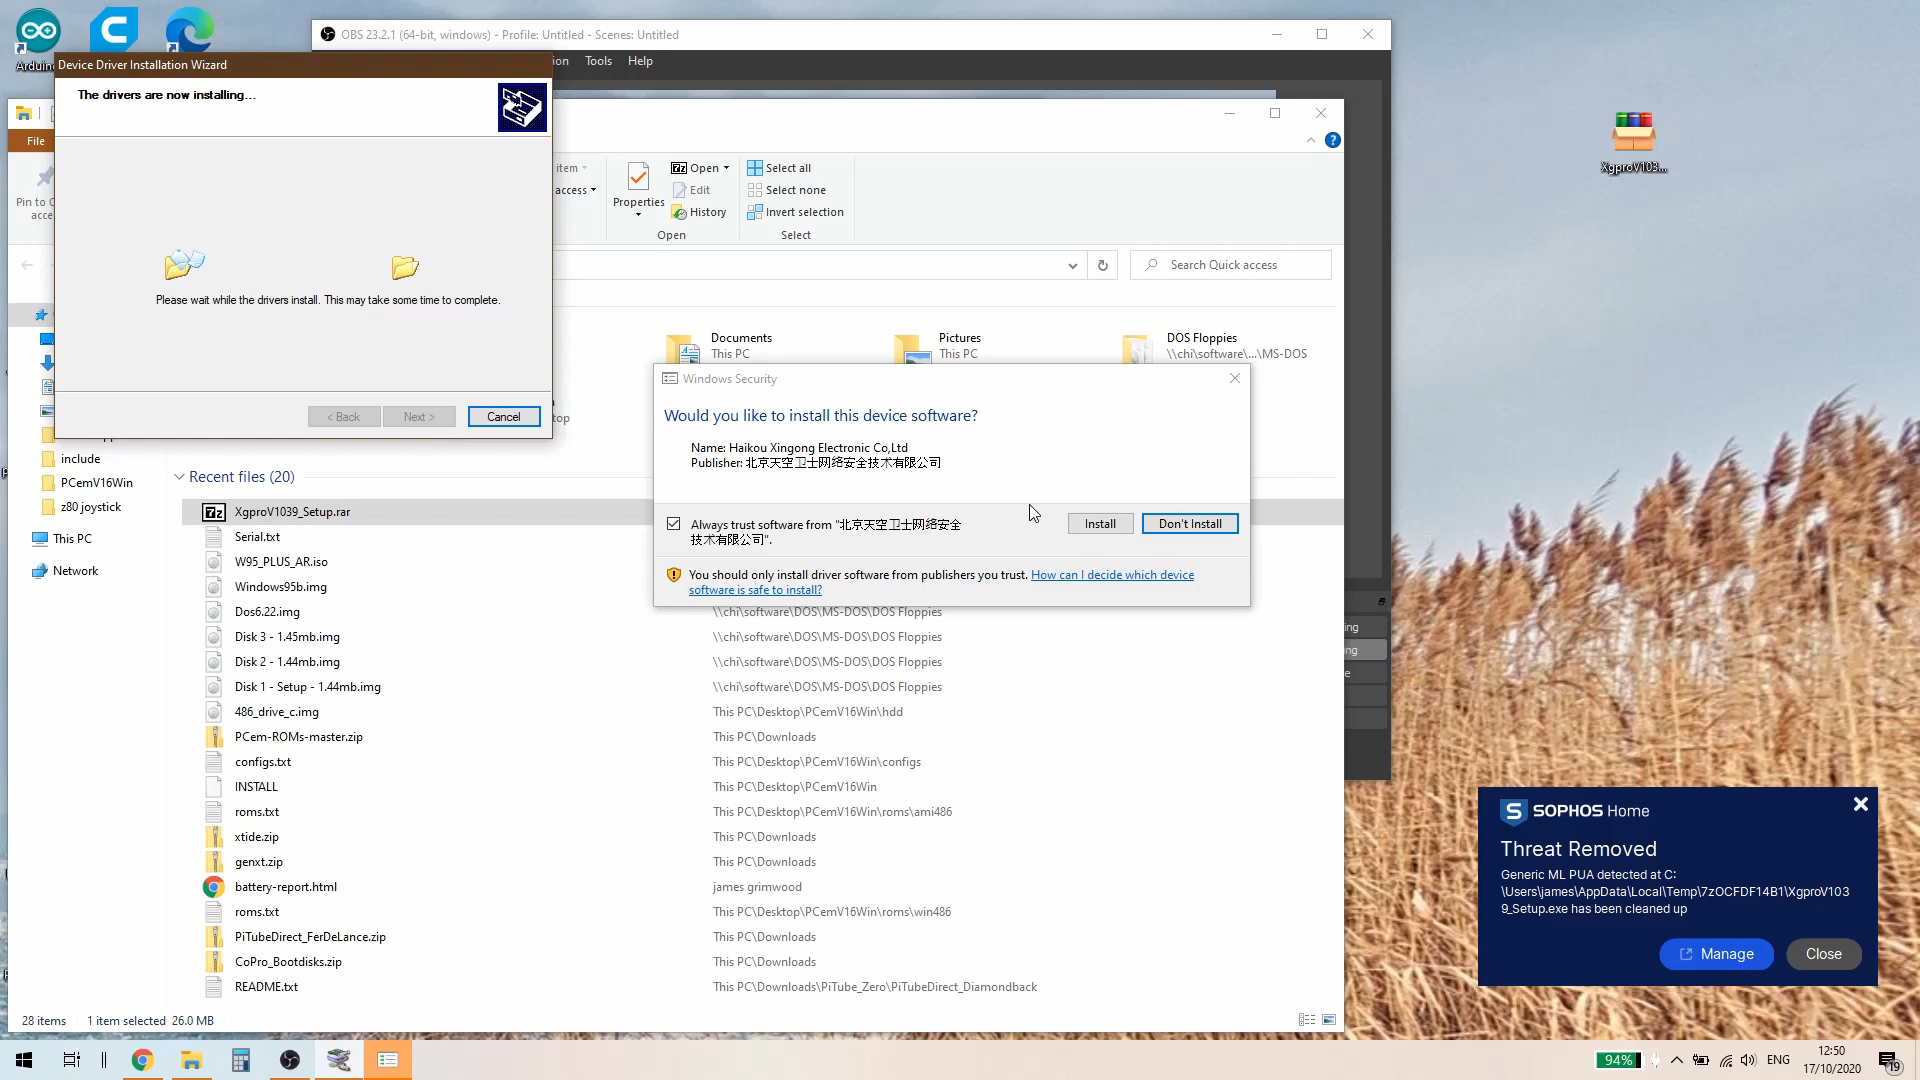 OBS 23.2.1 (64-bit, windows) - Profile: Untitled - Scenes: Untitled
Tools
Help
Device Driver Installation Wizard
The drivers are now installing...
Please wait while the drivers install. This may take some time to complete.
< Back
Next >
Cancel
File
Properties
Open
Edit
History
Open
Select all
Select none
Invert selection
Select
Search Quick access
Documents
This PC
Pictures
This PC
DOS Floppies
\\chi\software\...\MS-DOS
Windows Security
Would you like to install this device software?
Name: Haikou Xingong Electronic Co,Ltd
Publisher: 北京天空卫士网络安全技术有限公司
Always trust software from "北京天空卫士网络安全
技术有限公司".
Install
Don't Install
You should only install driver software from publishers you trust. How can I decide which device
software is safe to install?
include
PCemV16Win
z80 joystick
This PC
Network
Recent files (20)
XgproV1039_Setup.rar
Serial.txt
W95_PLUS_AR.iso
Windows95b.img
Dos6.22.img
\\chi\software\DOS\MS-DOS\DOS Floppies
Disk 3 - 1.45mb.img
\\chi\software\DOS\MS-DOS\DOS Floppies
Disk 2 - 1.44mb.img
\\chi\software\DOS\MS-DOS\DOS Floppies
Disk 1 - Setup - 1.44mb.img
\\chi\software\DOS\MS-DOS\DOS Floppies
486_drive_c.img
This PC\Desktop\PCemV16Win\hdd
PCem-ROMs-master.zip
This PC\Downloads
configs.txt
This PC\Desktop\PCemV16Win\configs
INSTALL
This PC\Desktop\PCemV16Win
roms.txt
This PC\Desktop\PCemV16Win\roms\ami486
xtide.zip
This PC\Downloads
genxt.zip
This PC\Downloads
battery-report.html
james grimwood
roms.txt
This PC\Desktop\PCemV16Win\roms\win486
PiTubeDirect_FerDeLance.zip
This PC\Downloads
CoPro_Bootdisks.zip
This PC\Downloads
README.txt
This PC\Downloads\PiTube_Zero\PiTubeDirect_Diamondback
28 items
1 item selected 26.0 MB
XgproV103...
SOPHOS Home
Threat Removed
Generic ML PUA detected at C:
\Users\james\AppData\Local\Temp\7zOCFDF14B1\XgproV103
9_Setup.exe has been cleaned up
Manage
Close
94%
ENG
12:50
17/10/2020
19